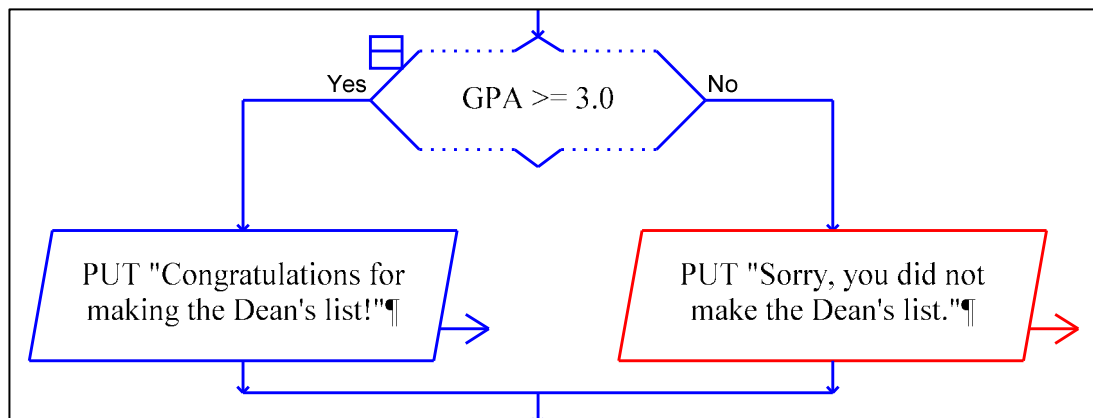 Yes
GPA >= 3.0
No
PUT "Congratulations for
making the Dean's list!"¶
PUT "Sorry, you did not
make the Dean's list."¶